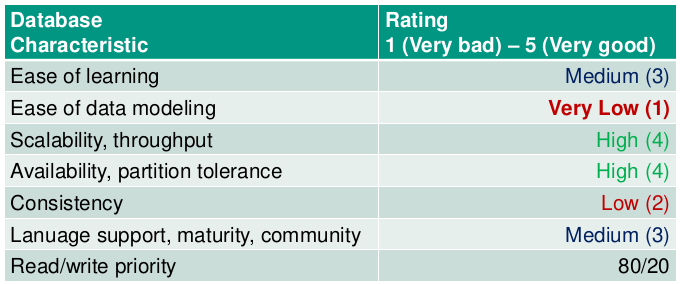 Database Characteristic
Rating
1 (Very bad) – 5 (Very good)
Ease of learning Medium (3)
Ease of data modeling Very Low (1)
Scalability, throughput High (4)
Availability, partition tolerance High (4)
Consistency Low (2)
Lanuage support, maturity, community Medium (3)
Read/write priority 80/20